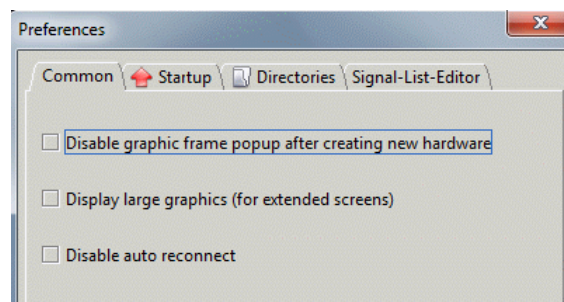 Preferences
Common Startup Directories Signal-List-Editor
Disable graphic frame popup after creating new hardware
Display large graphics (for extended screens)
Disable auto reconnect